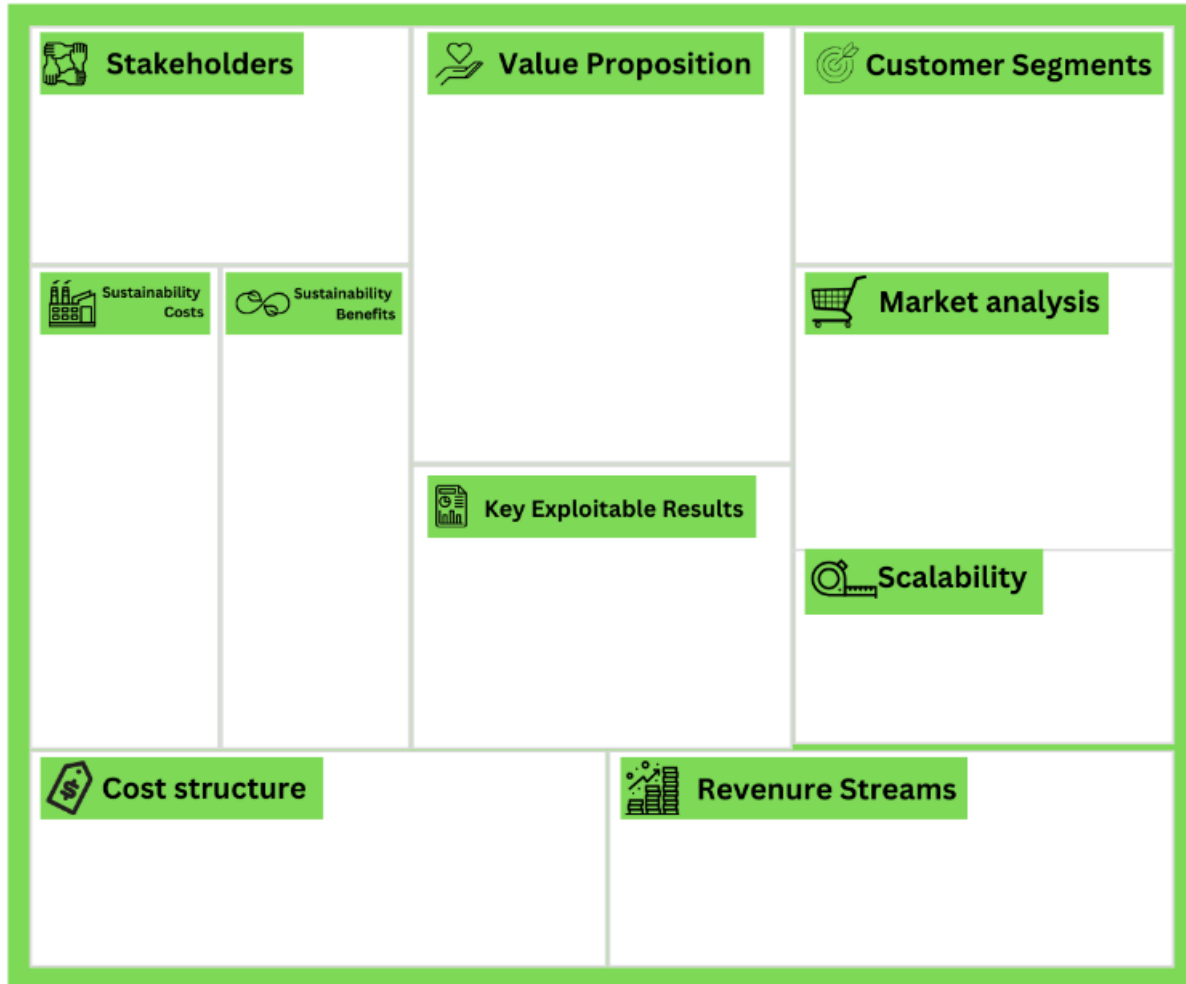 Stakeholders
Value Proposition
Customer Segments
Sustainability
Costs
Sustainability
Benefits
Market analysis
Key Exploitable Results
Scalability
Cost structure
Revenure Streams